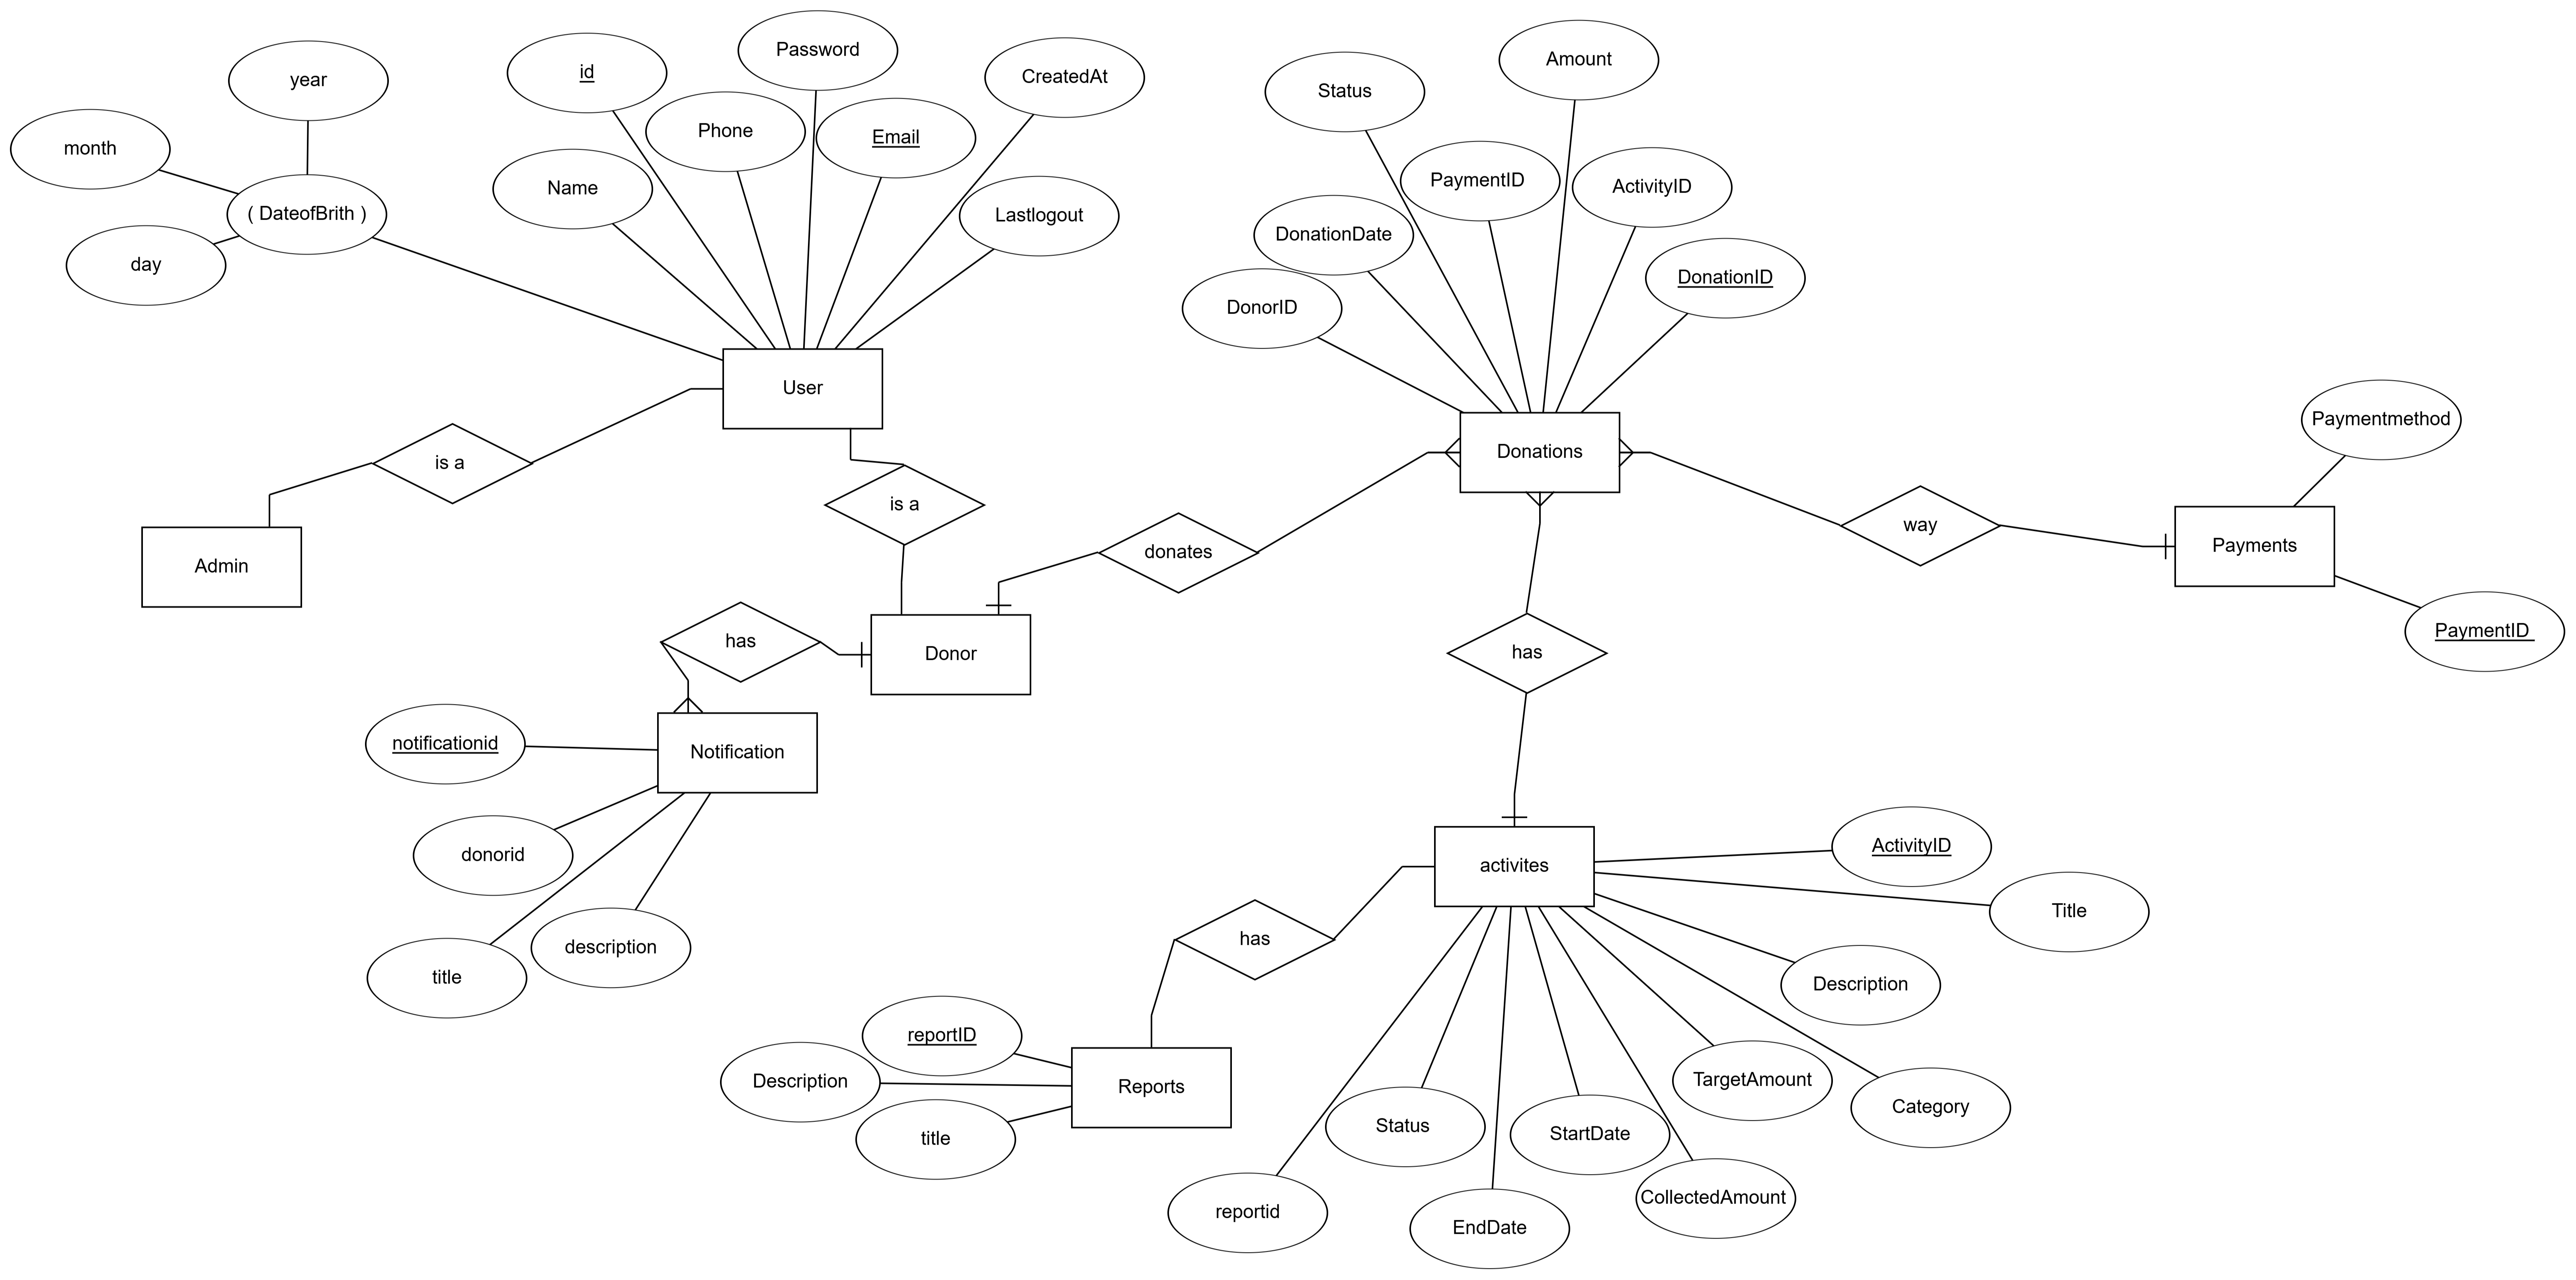 Password
Amount
year
id
CreatedAt
Status
Phone
Email
month
PaymentID
ActivityID
Name
( DateofBrith )
Lastlogout
DonationDate
day
DonationID
DonorID
User
Paymentmethod
Donations
is a
is a
way
Payments
donates
Admin
has
Donor
has
PaymentID
notificationid
Notification
donorid
activites
ActivityID
Title
description
title
has
Description
reportID
Description
Reports
TargetAmount
title
Status
StartDate
Category
reportid
EndDate
CollectedAmount